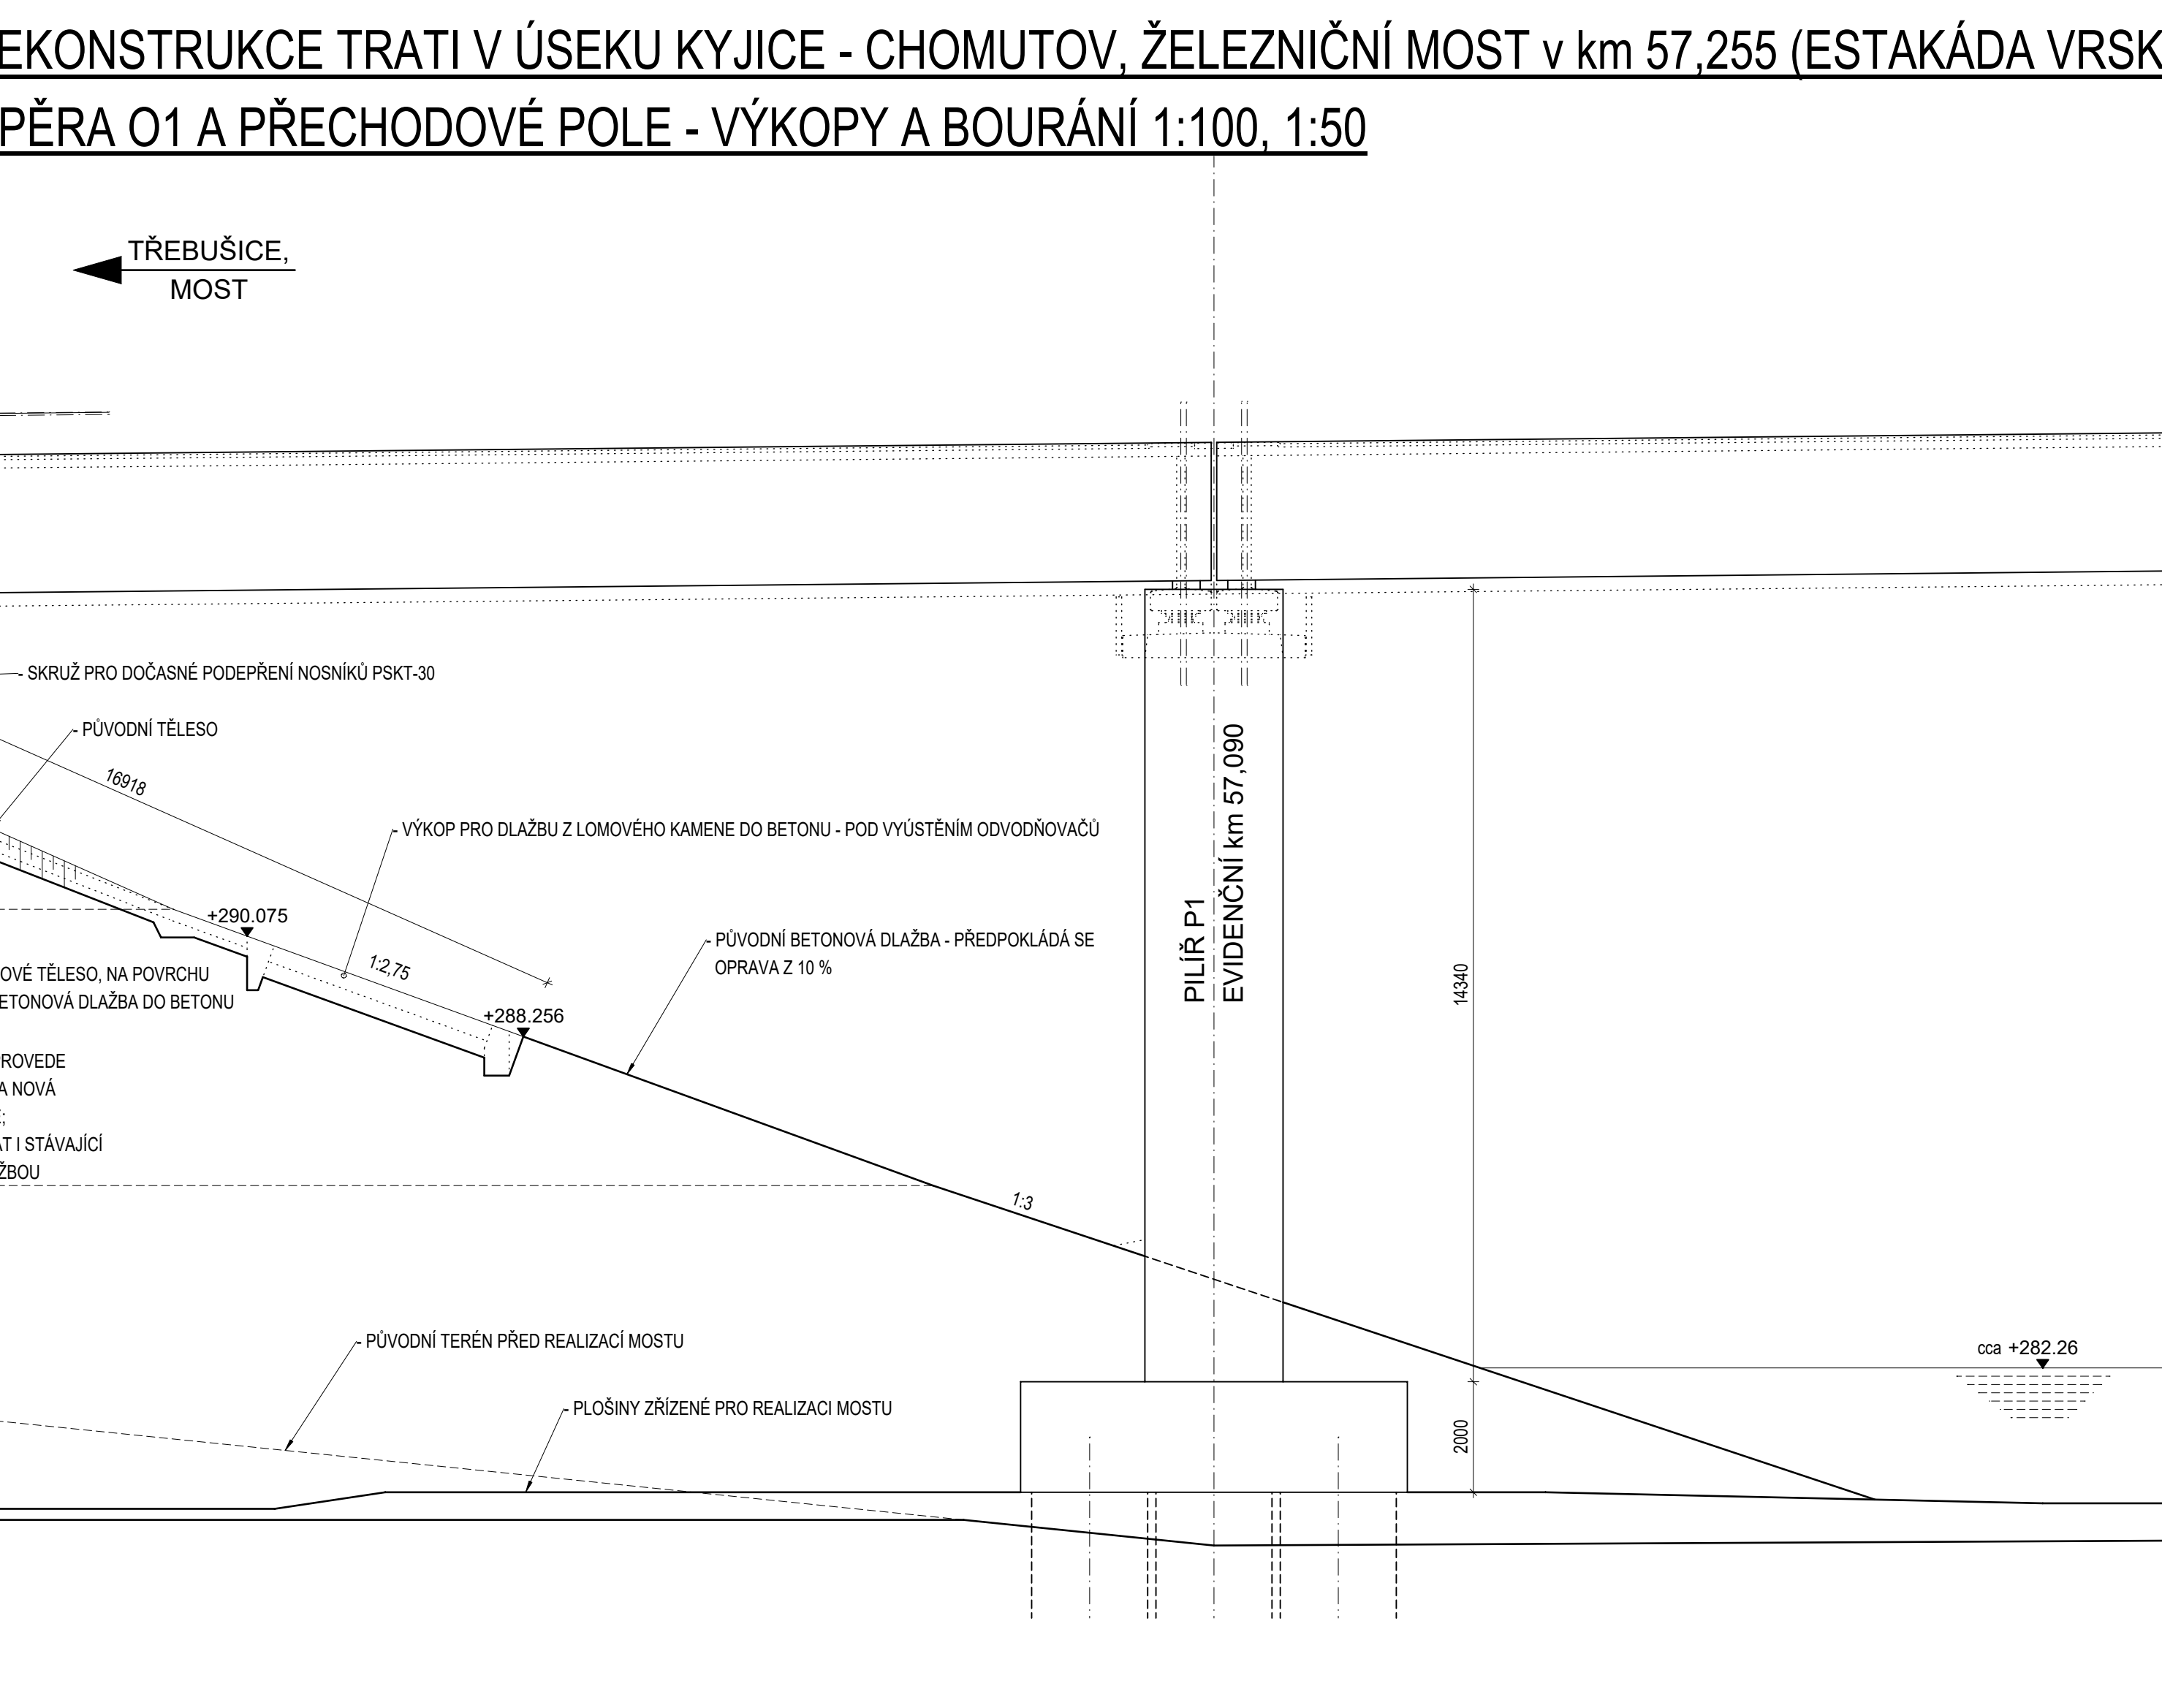 EKONSTRUKCE TRATI V ÚSEKU KYJICE - CHOMUTOV, ŽELEZNIČNÍ MOST v km 57,255 (ESTAKÁDA VRSK
PĚRA O1 A PŘECHODOVÉ POLE - VÝKOPY A BOURÁNÍ 1:100, 1:50
TŘEBUŠICE,
MOST
- SKRUŽ PRO DOČASNÉ PODEPŘENÍ NOSNÍKŮ PSKT-30
- PŮVODNÍ TĚLESO
16918
- VÝKOP PRO DLAŽBU Z LOMOVÉHO KAMENE DO BETONU - POD VYÚSTĚNÍM ODVODŇOVAČŮ
+290.075
1:2,75
- PŮVODNÍ BETONOVÁ DLAŽBA - PŘEDPOKLÁDÁ SE
OPRAVA Z 10 %
OVÉ TĚLESO, NA POVRCHU
ETONOVÁ DLAŽBA DO BETONU
+288.256
ROVEDE
A NOVÁ
;
AT I STÁVAJÍCÍ
ŽBOU
PILÍŘ P1
EVIDENČNÍ km 57,090
14340
1:3
- PŮVODNÍ TERÉN PŘED REALIZACÍ MOSTU
- PLOŠINY ZŘÍZENÉ PRO REALIZACI MOSTU
2000
cca +282.26